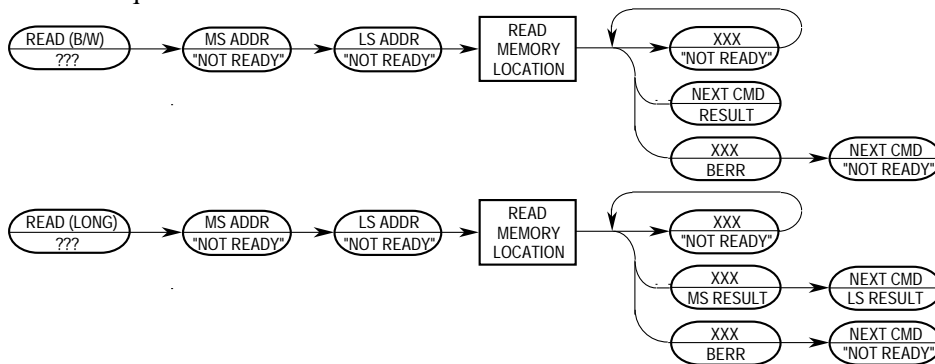 READ (B/W)
???
MS ADDR
"NOT READY"
LS ADDR
"NOT READY"
READ
MEMORY
LOCATION
XXX
"NOT READY"
NEXT CMD
RESULT
XXX
BERR
NEXT CMD
"NOT READY"
READ (LONG)
???
MS ADDR
"NOT READY"
LS ADDR
"NOT READY"
READ
MEMORY
LOCATION
XXX
"NOT READY"
XXX
MS RESULT
NEXT CMD
LS RESULT
XXX
BERR
NEXT CMD
"NOT READY"